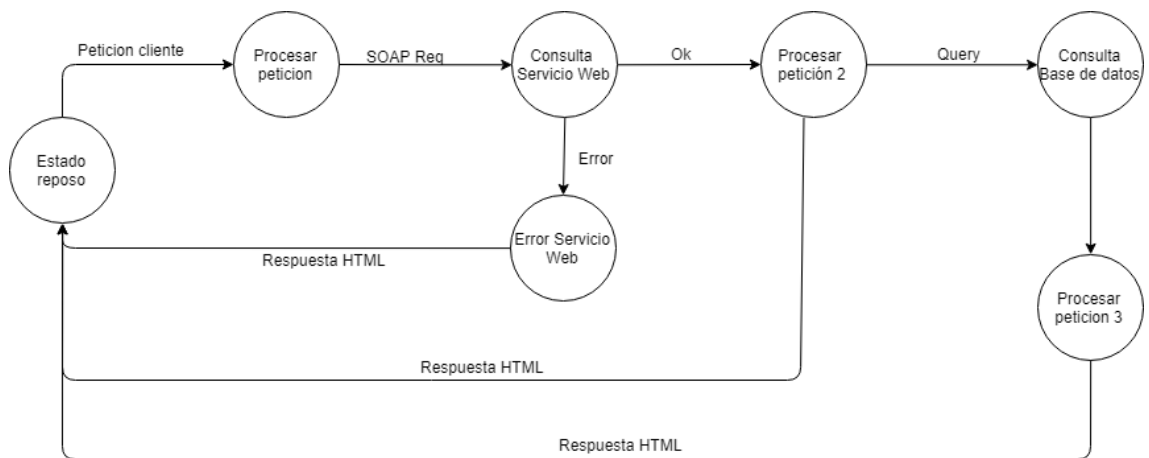 Peticion cliente
Procesar
peticion
SOAP Req
Consulta
Servicio Web
Ok
Procesar
petición 2
Query
Consulta
Base de datos
Estado
reposo
Error
Error Servicio
Web
Respuesta HTML
Procesar
peticion 3
Respuesta HTML
Respuesta HTML